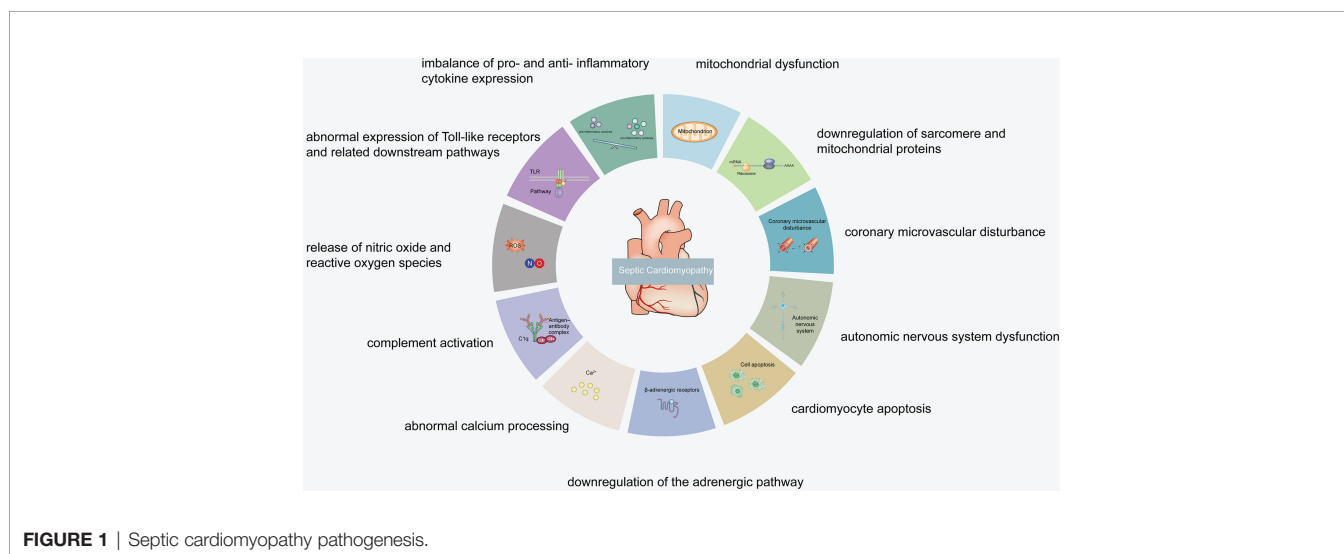 imbalance of pro- and anti- inflammatory
cytokine expression
mitochondrial dysfunction
abnormal expression of Toll-like receptors
and related downstream pathways
downregulation of sarcomere and
mitochondrial proteins
Mitochondrion
mRNA
AAAA
Ribosome
TLR
Pathway
release of nitric oxide and
reactive oxygen species
ROS
N O
Coronary microvascular
disturbance
coronary microvascular disturbance
Septic Cardiomyopathy
complement activation
Antigen–
antibody
complex
C1q
Autonomic
nervous
system
autonomic nervous system dysfunction
Ca²⁺
β-adrenergic receptors
Cell apoptosis
abnormal calcium processing
cardiomyocyte apoptosis
downregulation of the adrenergic pathway
FIGURE 1 | Septic cardiomyopathy pathogenesis.